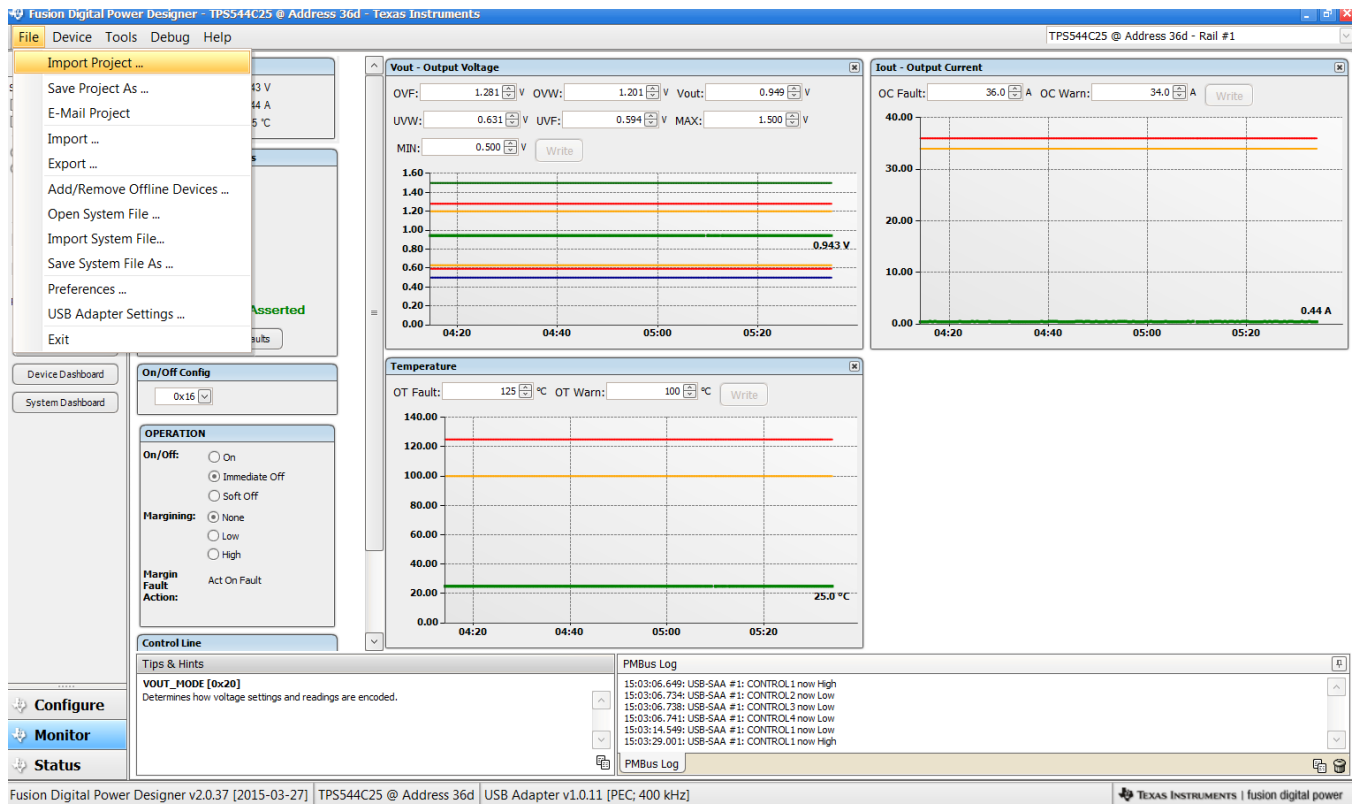 Fusion Digital Power Designer - TPS544C25 @ Address 36d - Texas Instruments
File Device Tools Debug Help
TPS544C25 @ Address 36d - Rail #1
Import Project ...
Save Project As ...
E-Mail Project
Import ...
Export ...
Add/Remove Offline Devices ...
Open System File ...
Import System File...
Save System File As ...
Preferences ...
USB Adapter Settings ...
Exit
43 V
44 A
5 °C
s
Asserted
aults
Device Dashboard
System Dashboard
On/Off Config
0x16
OPERATION
On/Off:
On
Immediate Off
Soft Off
Margining:
None
Low
High
Margin
Fault
Action:
Act On Fault
Control Line
Vout - Output Voltage
OVF: 1.281 V OVW: 1.201 V Vout: 0.949 V
UVW: 0.631 V UVF: 0.594 V MAX: 1.500 V
MIN: 0.500 V Write
1.60
1.40
1.20
1.00
0.80
0.60
0.40
0.20
0.00
0.943 V
04:20 04:40 05:00 05:20
Iout - Output Current
OC Fault: 36.0 A OC Warn: 34.0 A Write
40.00
30.00
20.00
10.00
0.00
0.44 A
04:20 04:40 05:00 05:20
Temperature
OT Fault: 125 °C OT Warn: 100 °C Write
140.00
120.00
100.00
80.00
60.00
40.00
20.00
0.00
25.0 °C
04:20 04:40 05:00 05:20
Configure
Monitor
Status
Tips & Hints
VOUT_MODE [0x20]
Determines how voltage settings and readings are encoded.
PMBus Log
15:03:06.649: USB-SAA #1: CONTROL1 now High
15:03:06.734: USB-SAA #1: CONTROL2 now Low
15:03:06.738: USB-SAA #1: CONTROL3 now Low
15:03:06.741: USB-SAA #1: CONTROL4 now Low
15:03:14.549: USB-SAA #1: CONTROL1 now Low
15:03:29.001: USB-SAA #1: CONTROL1 now High
PMBus Log
Fusion Digital Power Designer v2.0.37 [2015-03-27] TPS544C25 @ Address 36d USB Adapter v1.0.11 [PEC; 400 kHz]
TEXAS INSTRUMENTS | fusion digital power